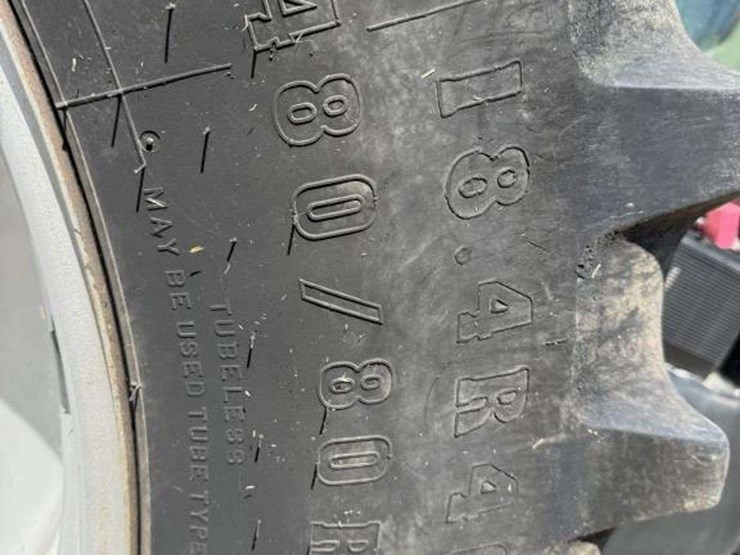 18.4R4
480/80R
TUBELESS
MAY BE USED TUBE TYPE